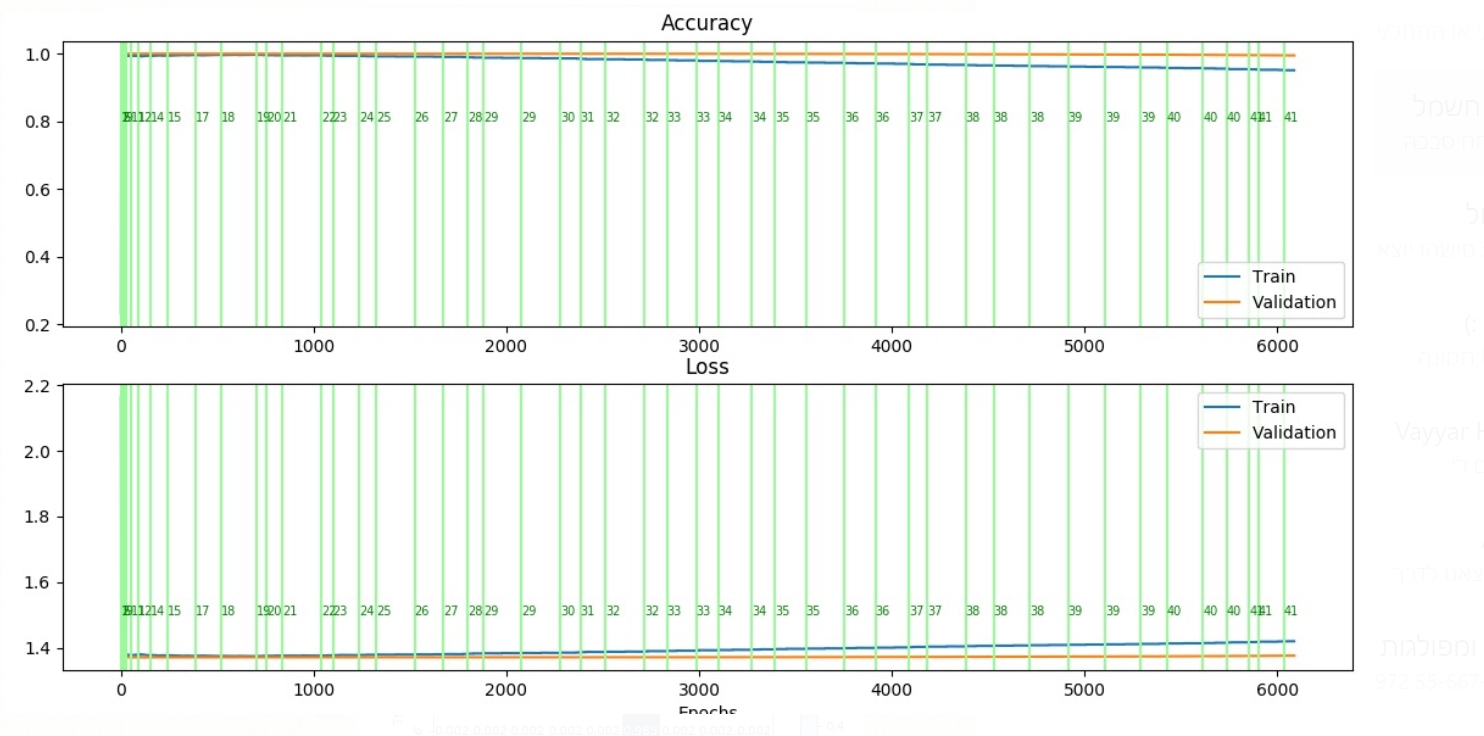 Accuracy
1.0
0.8
14 15 17 18 19 20 21 22 23 24 25 26 27 28 29 29 30 31 32 32 33 33 34 34 35 35 36 36 37 37 38 38 38 39 39 39 40 40 40 41 41 41
0.6
0.4
0.2
Train
Validation
0 1000 2000 3000 4000 5000 6000
Loss
2.2
2.0
1.8
1.6
14 15 17 18 19 20 21 22 23 24 25 26 27 28 29 29 30 31 32 32 33 33 34 34 35 35 36 36 37 37 38 38 38 39 39 39 40 40 40 41 41 41
1.4
Train
Validation
0 1000 2000 3000 4000 5000 6000
Epochs
חשמל
Vayyar
ומפולגות